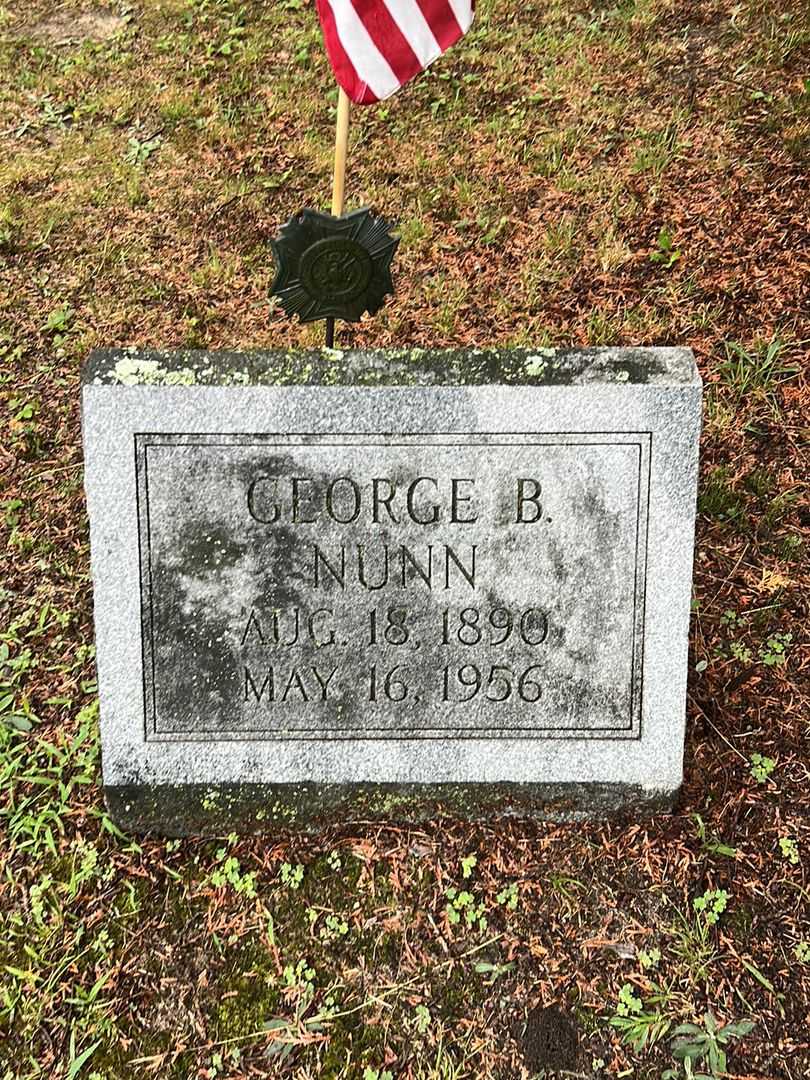 GEORGE B.
NUNN
AUG. 18, 1890
MAY 16, 1956